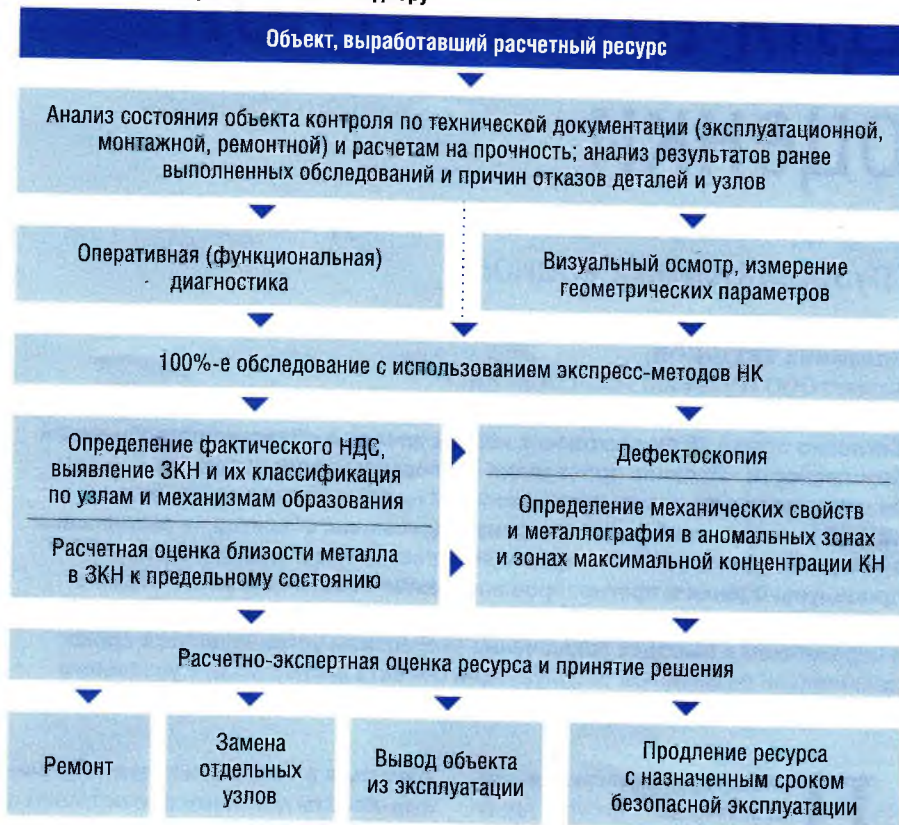 Объект, выработавший расчетный ресурс
Анализ состояния объекта контроля по технической документации (эксплуатационной,
монтажной, ремонтной) и расчетам на прочность; анализ результатов ранее
выполненных обследований и причин отказов деталей и узлов
Оперативная (функциональная)
диагностика
Визуальный осмотр, измерение
геометрических параметров
100%-е обследование с использованием экспресс-методов НК
Определение фактического НДС,
выявление ЗКН и их классификация
по узлам и механизмам образования
Расчетная оценка близости металла
в ЗКН к предельному состоянию
Дефектоскопия
Определение механических свойств
и металлография в аномальных зонах
и зонах максимальной концентрации КН
Расчетно-экспертная оценка ресурса и принятие решения
Ремонт
Замена
отдельных
узлов
Вывод объекта
из эксплуатации
Продление ресурса
с назначенным сроком
безопасной эксплуатации